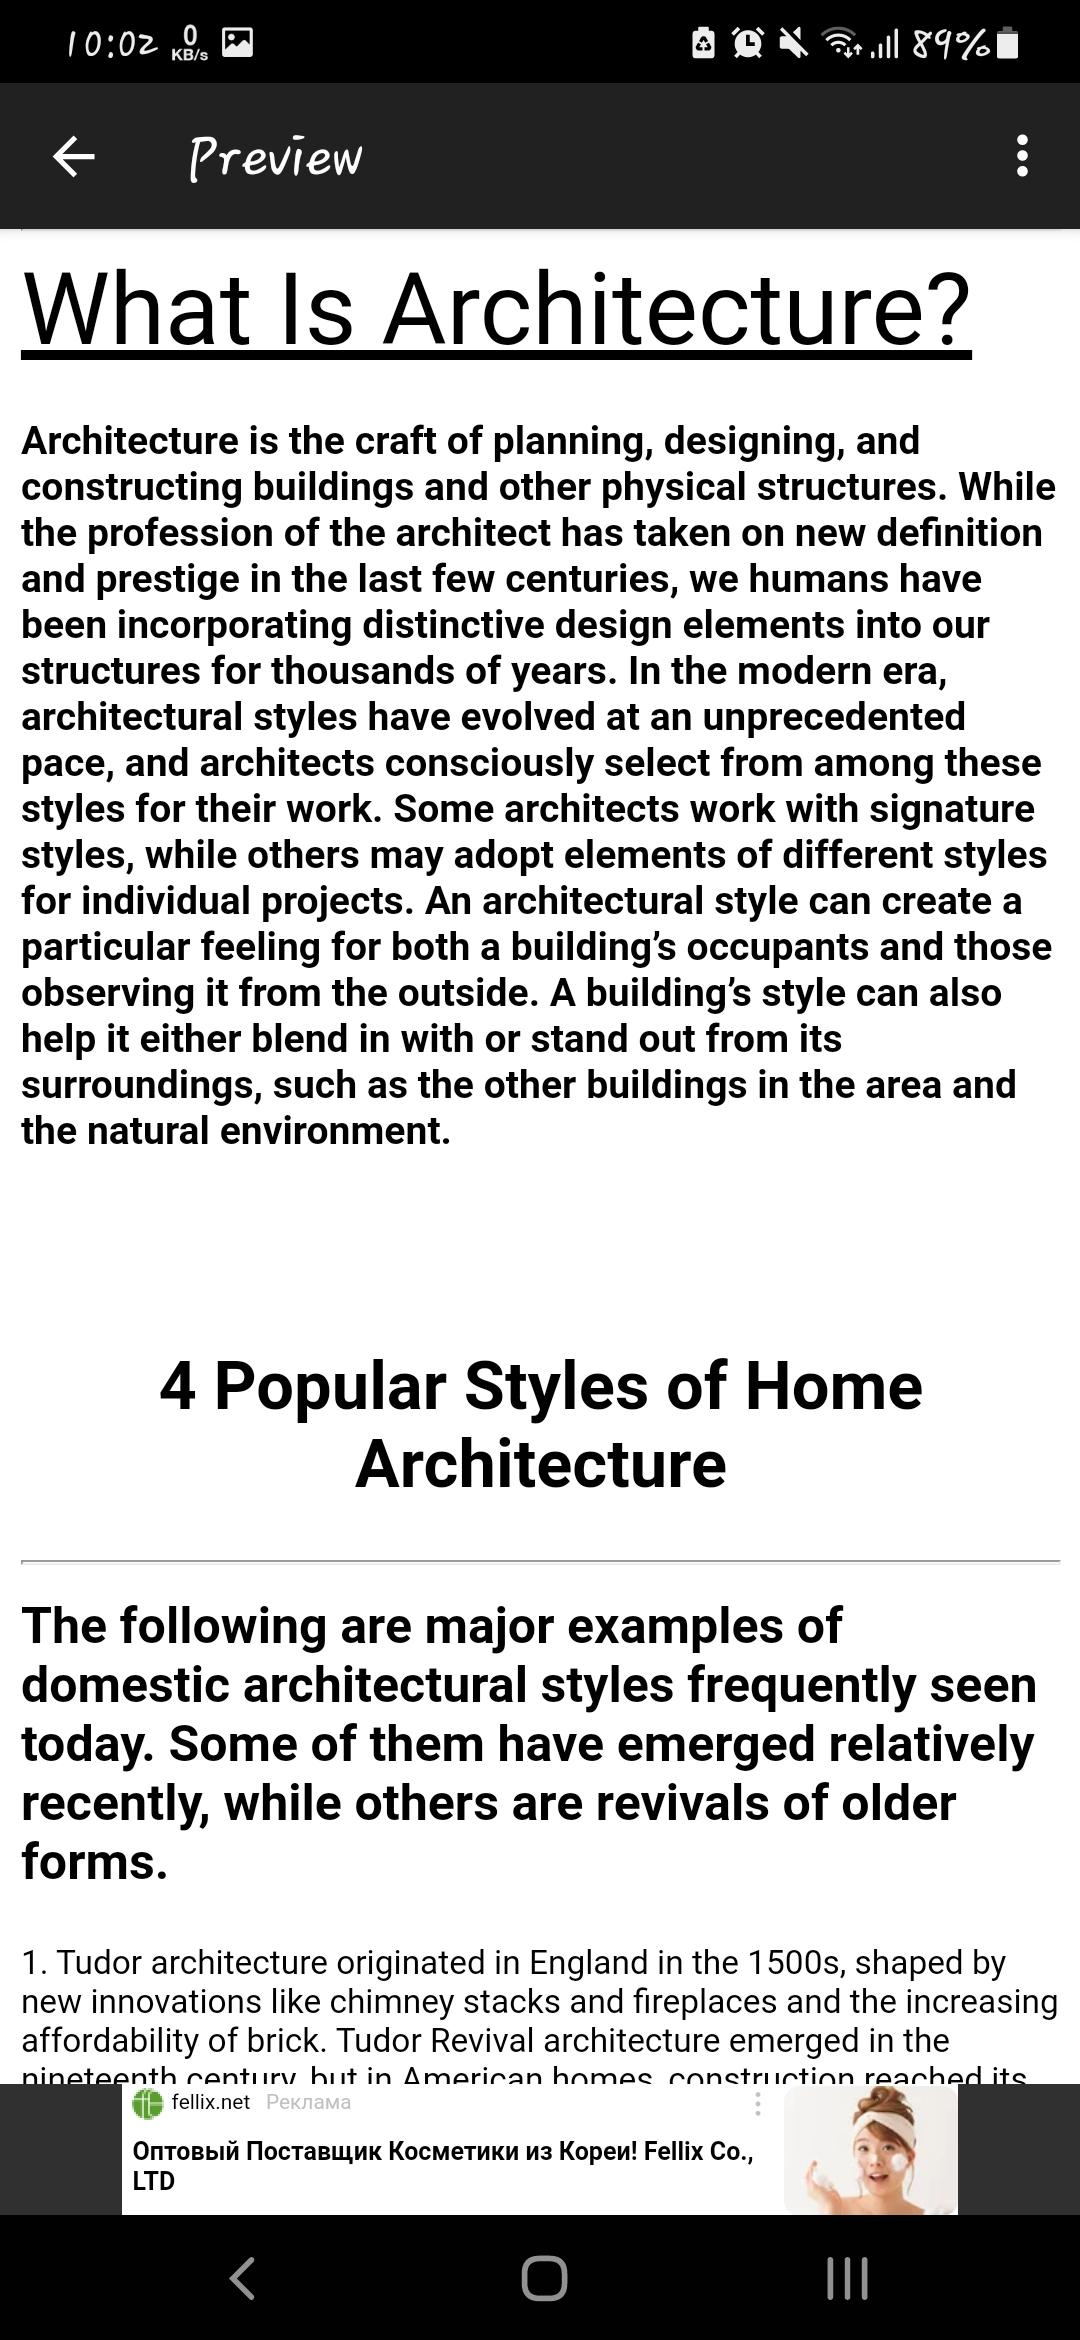 10:02
0
KB/s
89%
Preview
What Is Architecture?
Architecture is the craft of planning, designing, and
constructing buildings and other physical structures. While
the profession of the architect has taken on new definition
and prestige in the last few centuries, we humans have
been incorporating distinctive design elements into our
structures for thousands of years. In the modern era,
architectural styles have evolved at an unprecedented
pace, and architects consciously select from among these
styles for their work. Some architects work with signature
styles, while others may adopt elements of different styles
for individual projects. An architectural style can create a
particular feeling for both a building’s occupants and those
observing it from the outside. A building’s style can also
help it either blend in with or stand out from its
surroundings, such as the other buildings in the area and
the natural environment.
4 Popular Styles of Home
Architecture
The following are major examples of
domestic architectural styles frequently seen
today. Some of them have emerged relatively
recently, while others are revivals of older
forms.
1. Tudor architecture originated in England in the 1500s, shaped by
new innovations like chimney stacks and fireplaces and the increasing
affordability of brick. Tudor Revival architecture emerged in the
nineteenth century, but in American homes, construction reached its
fellix.net Реклама
Оптовый Поставщик Косметики из Кореи! Fellix Co.,
LTD